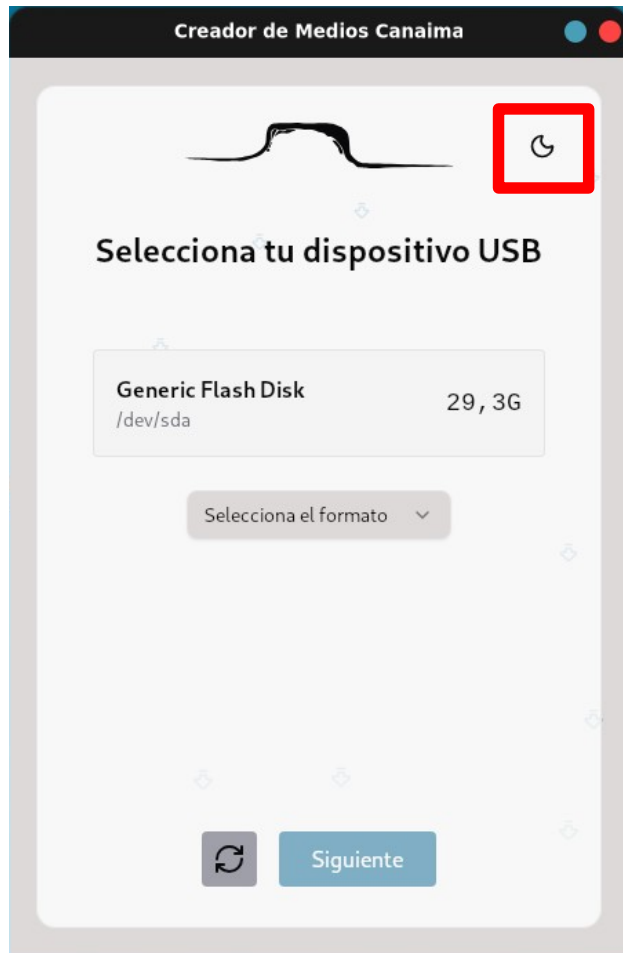 Creador de Medios Canaima
Selecciona tu dispositivo USB
Generic Flash Disk
29,3G
/dev/sda
Selecciona el formato
Siguiente